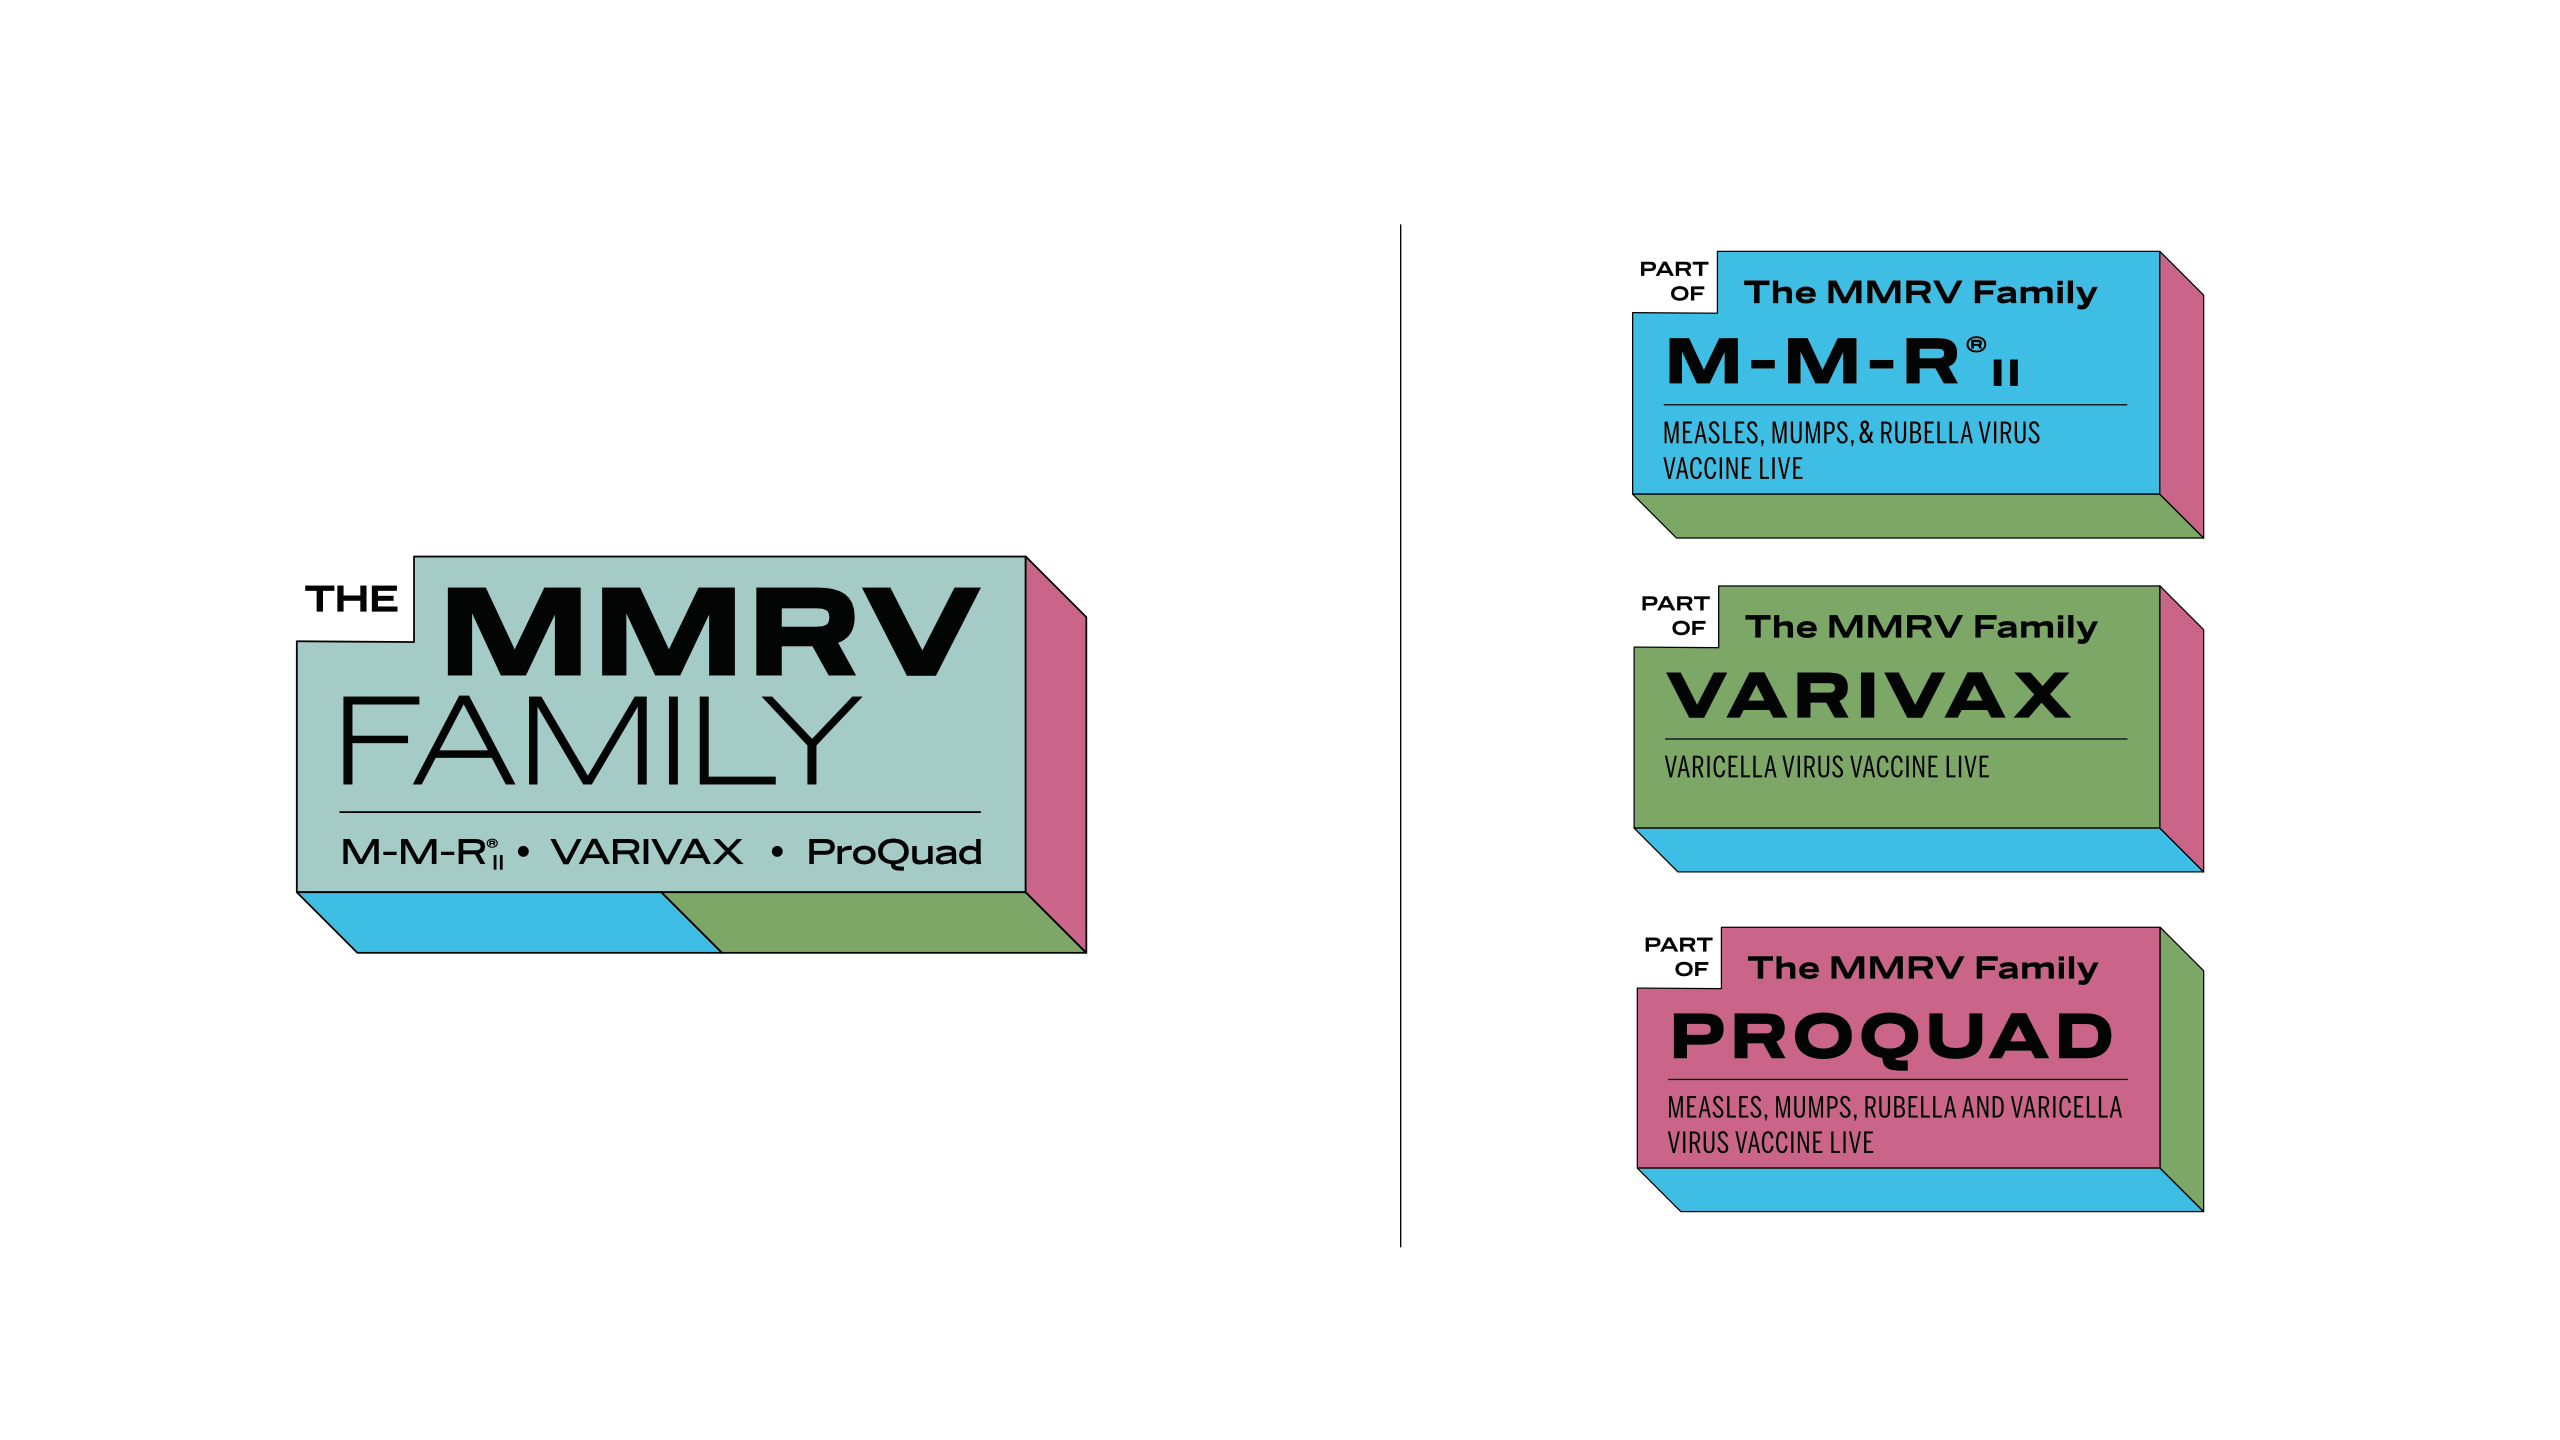 THE
MMRV
FAMILY
M-M-R®II • VARIVAX • ProQuad
PART
OF
The MMRV Family
M-M-R®II
MEASLES, MUMPS, & RUBELLA VIRUS
VACCINE LIVE
PART
OF
The MMRV Family
VARIVAX
VARICELLA VIRUS VACCINE LIVE
PART
OF
The MMRV Family
PROQUAD
MEASLES, MUMPS, RUBELLA AND VARICELLA
VIRUS VACCINE LIVE